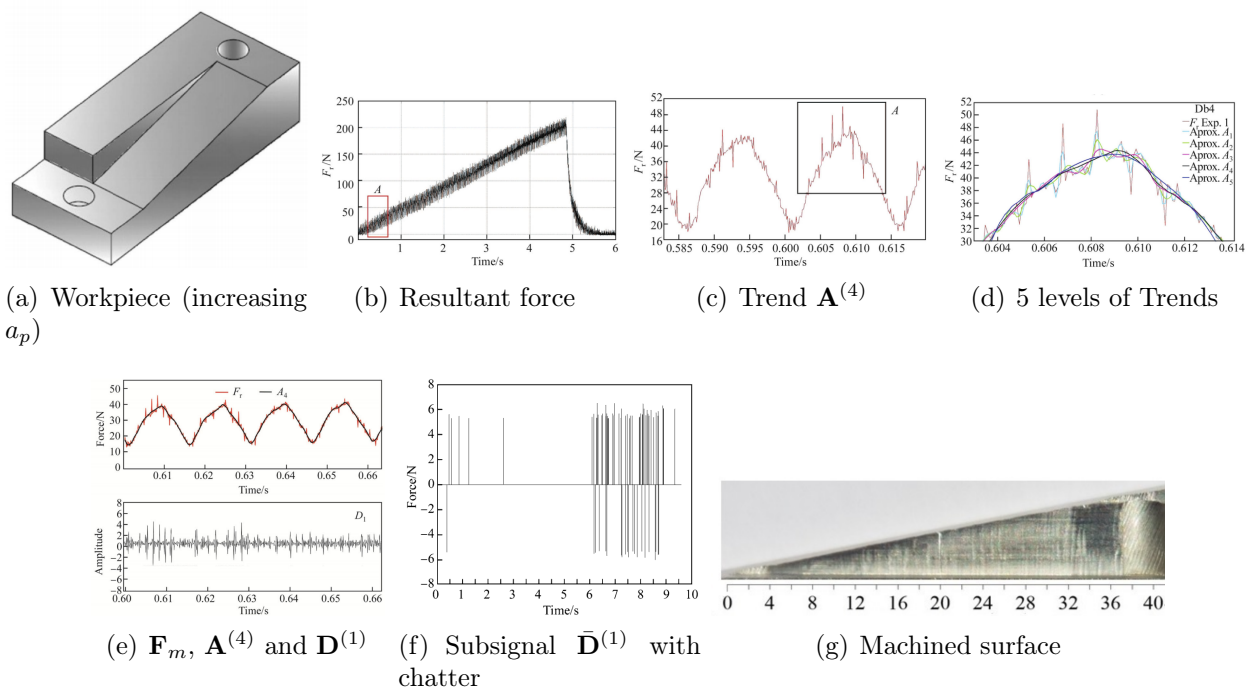 250
200
150
100
50
0
F_r/N
A
1 2 3 4 5 6
Time/s
52
48
44
40
36
32
28
24
20
16
F_r/N
A
0.585 0.590 0.595 0.600 0.605 0.610 0.615
Time/s
52
50
48
46
44
42
40
38
36
34
32
30
F_r/N
Db4
F_r Exp. 1
Aprox. A_1
Aprox. A_2
Aprox. A_3
Aprox. A_4
Aprox. A_5
0.604 0.606 0.608 0.610 0.612 0.614
Time/s
(a) Workpiece (increasing
a_p)
(b) Resultant force
(c) Trend A^(4)
(d) 5 levels of Trends
50
40
30
20
10
0
Force/N
F_r A_4
0.61 0.62 0.63 0.64 0.65 0.66
Time/s
8
6
4
2
0
−2
−4
−6
−8
Amplitude
D_1
0.60 0.61 0.62 0.63 0.64 0.65 0.66
Time/s
8
6
4
2
0
−2
−4
−6
−8
Force/N
0 1 2 3 4 5 6 7 8 9 10
Time/s
0 4 8 12 16 20 24 28 32 36 40
(e) F_m, A^(4) and D^(1)
(f) Subsignal D̄^(1) with
chatter
(g) Machined surface